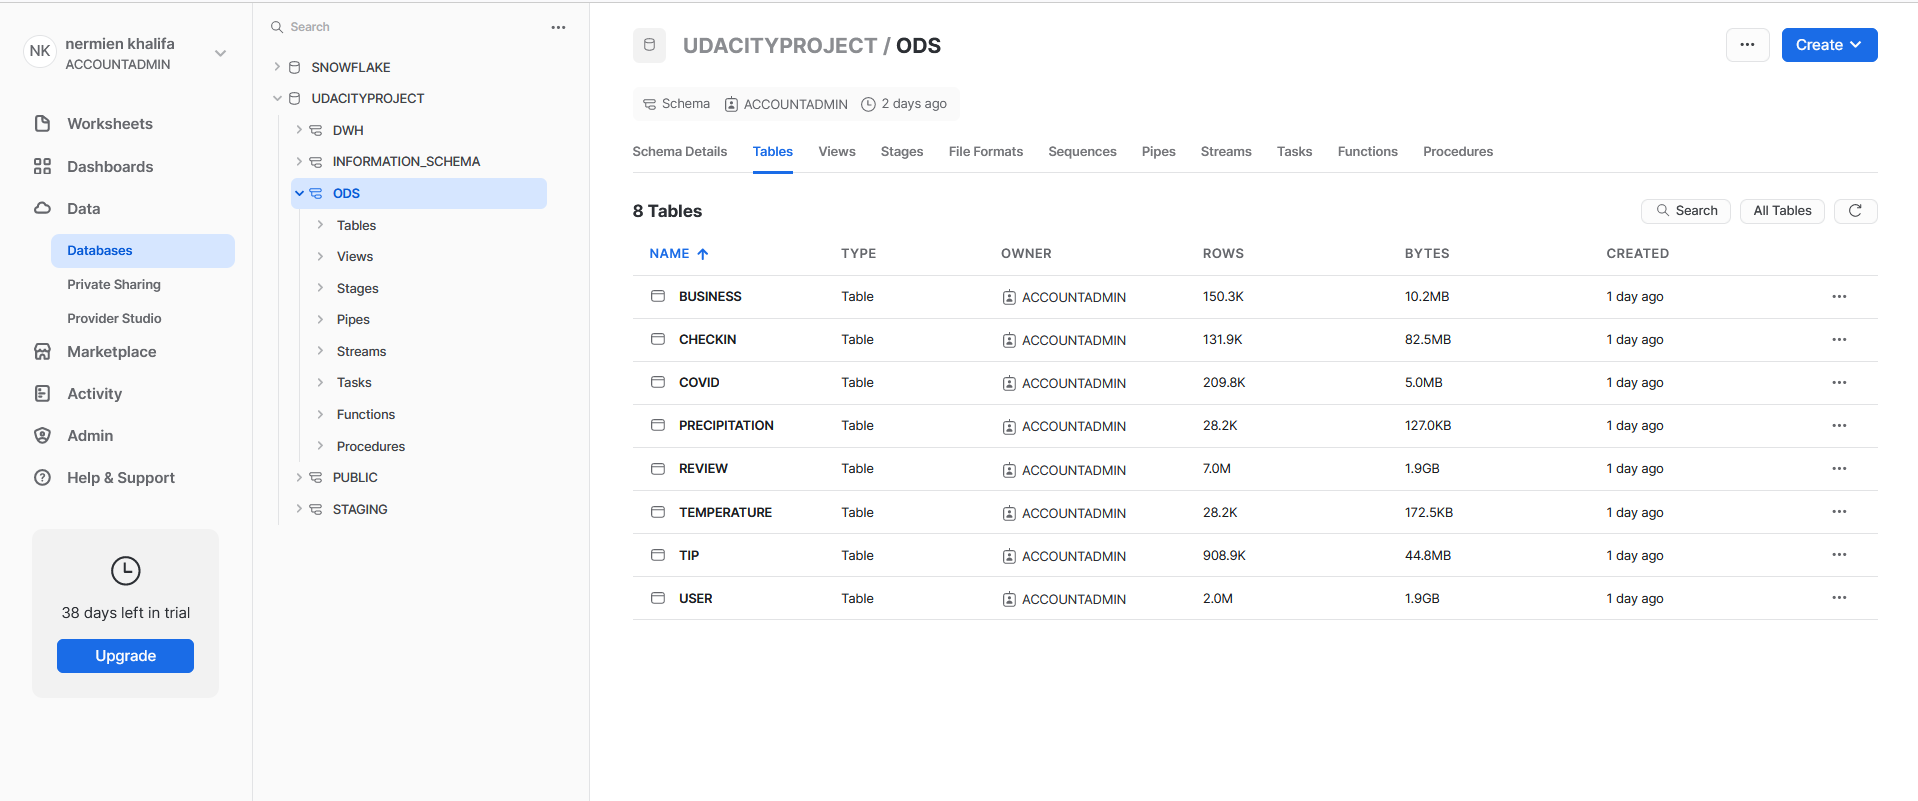 NK
nermien khalifa
ACCOUNTADMIN
Worksheets
Dashboards
Data
Databases
Private Sharing
Provider Studio
Marketplace
Activity
Admin
Help & Support
38 days left in trial
Upgrade
Search
SNOWFLAKE
UDACITYPROJECT
DWH
INFORMATION_SCHEMA
ODS
Tables
Views
Stages
Pipes
Streams
Tasks
Functions
Procedures
PUBLIC
STAGING
UDACITYPROJECT / ODS
Create
Schema ACCOUNTADMIN 2 days ago
Schema Details Tables Views Stages File Formats Sequences Pipes Streams Tasks Functions Procedures
8 Tables
Search All Tables
NAME TYPE OWNER ROWS BYTES CREATED
BUSINESS Table ACCOUNTADMIN 150.3K 10.2MB 1 day ago
CHECKIN Table ACCOUNTADMIN 131.9K 82.5MB 1 day ago
COVID Table ACCOUNTADMIN 209.8K 5.0MB 1 day ago
PRECIPITATION Table ACCOUNTADMIN 28.2K 127.0KB 1 day ago
REVIEW Table ACCOUNTADMIN 7.0M 1.9GB 1 day ago
TEMPERATURE Table ACCOUNTADMIN 28.2K 172.5KB 1 day ago
TIP Table ACCOUNTADMIN 908.9K 44.8MB 1 day ago
USER Table ACCOUNTADMIN 2.0M 1.9GB 1 day ago